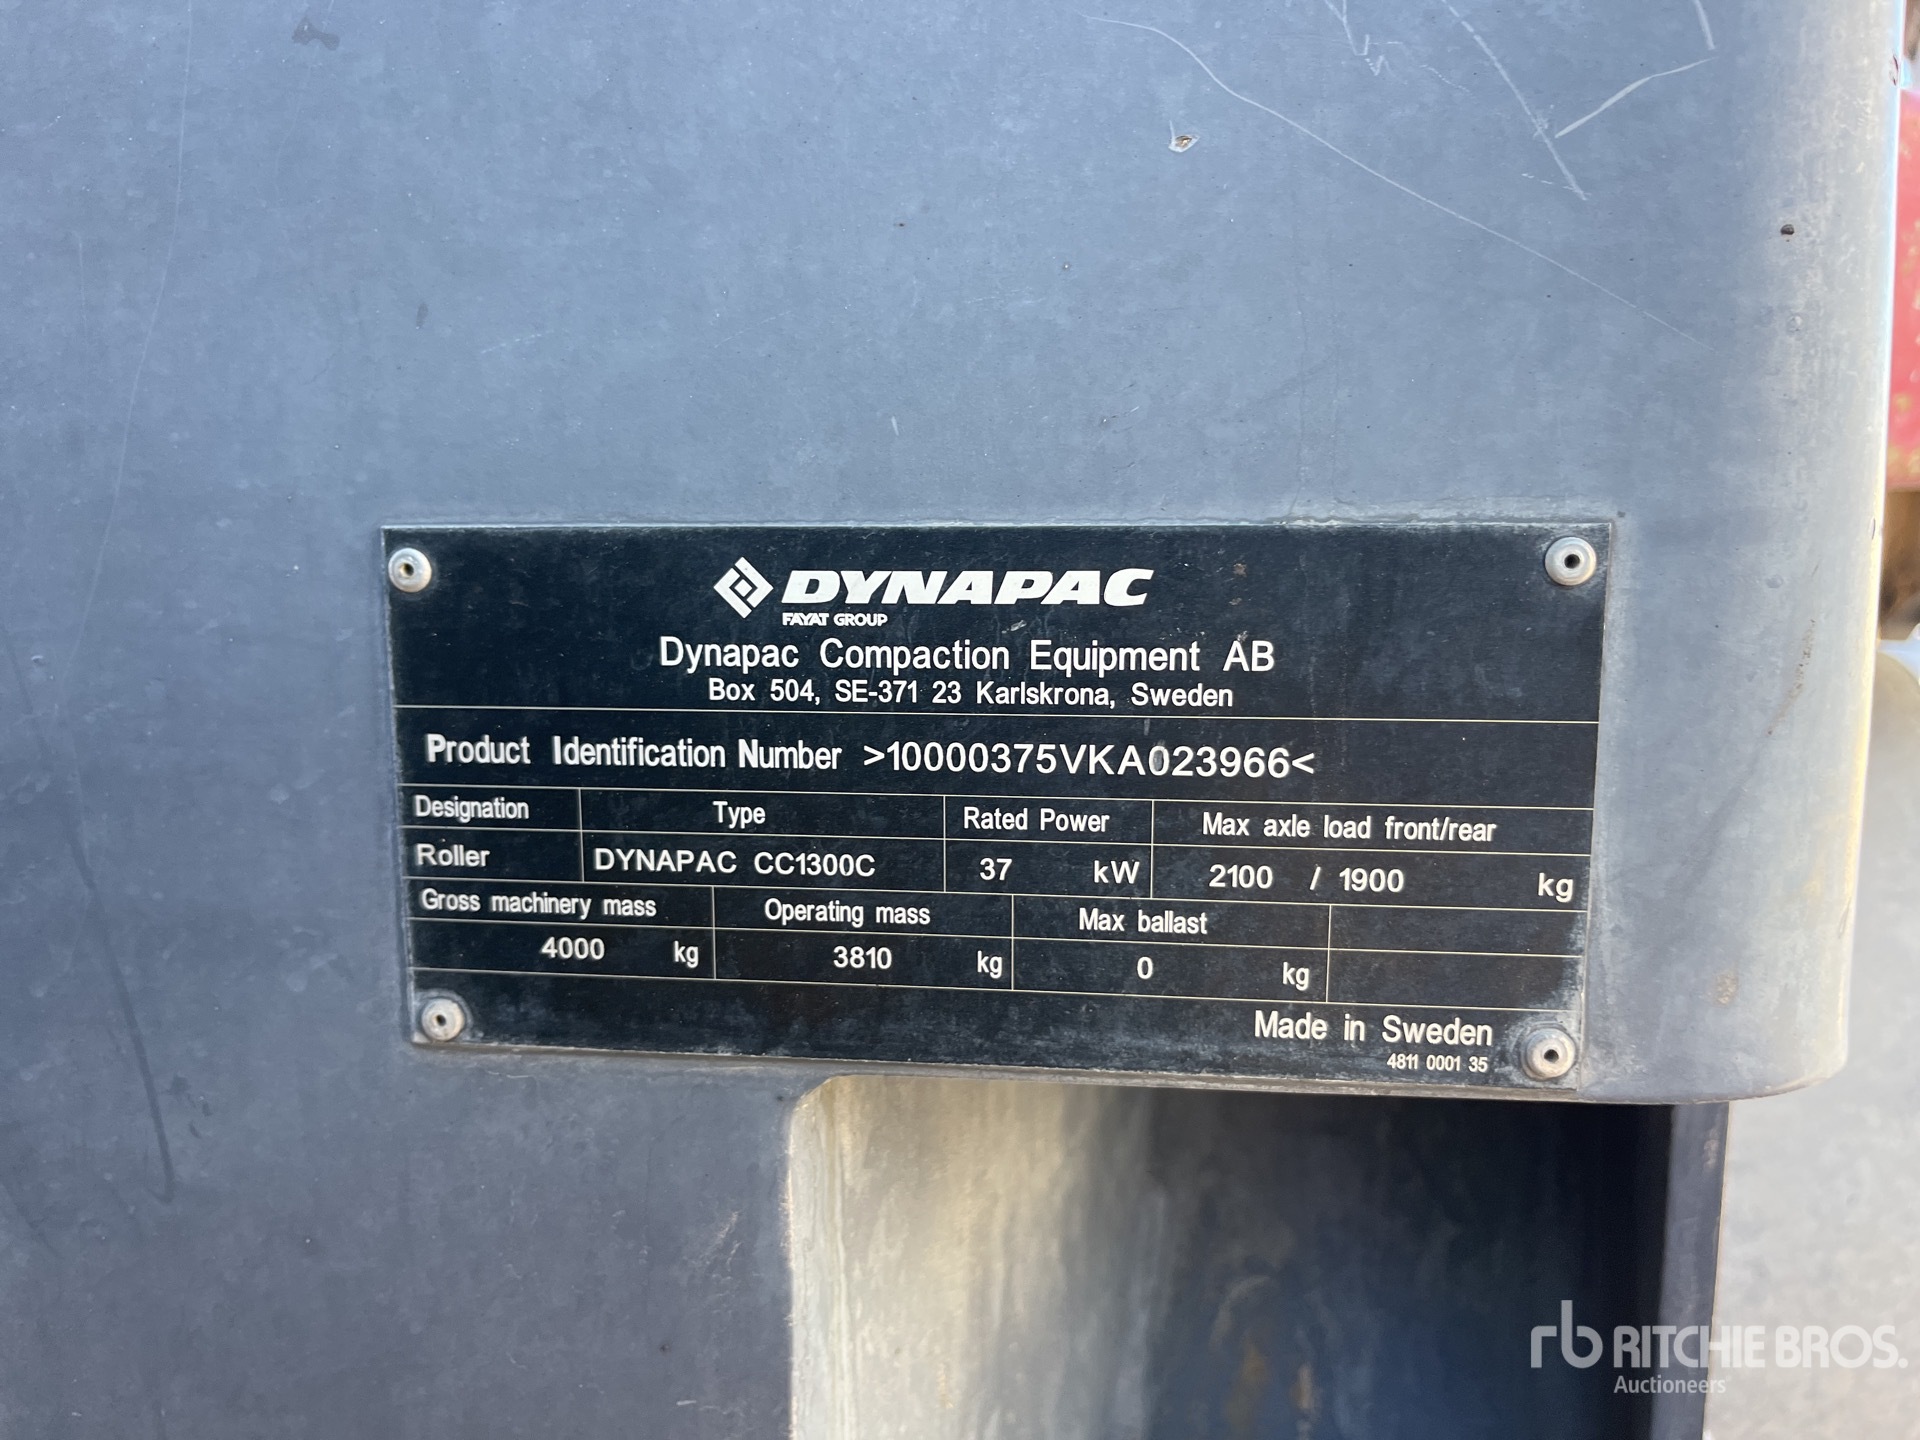 DYNAPAC
FAYAT GROUP
Dynapac Compaction Equipment AB
Box 504, SE-371 23 Karlskrona, Sweden
Product Identification Number >10000375VKA023966<
Designation Type Rated Power Max axle load front/rear
Roller DYNAPAC CC1300C 37 kW 2100 / 1900 kg
Gross machinery mass Operating mass Max ballast
4000 kg 3810 kg 0 kg
Made in Sweden
4811 0001 35
rb RITCHIE BROS.
Auctioneers